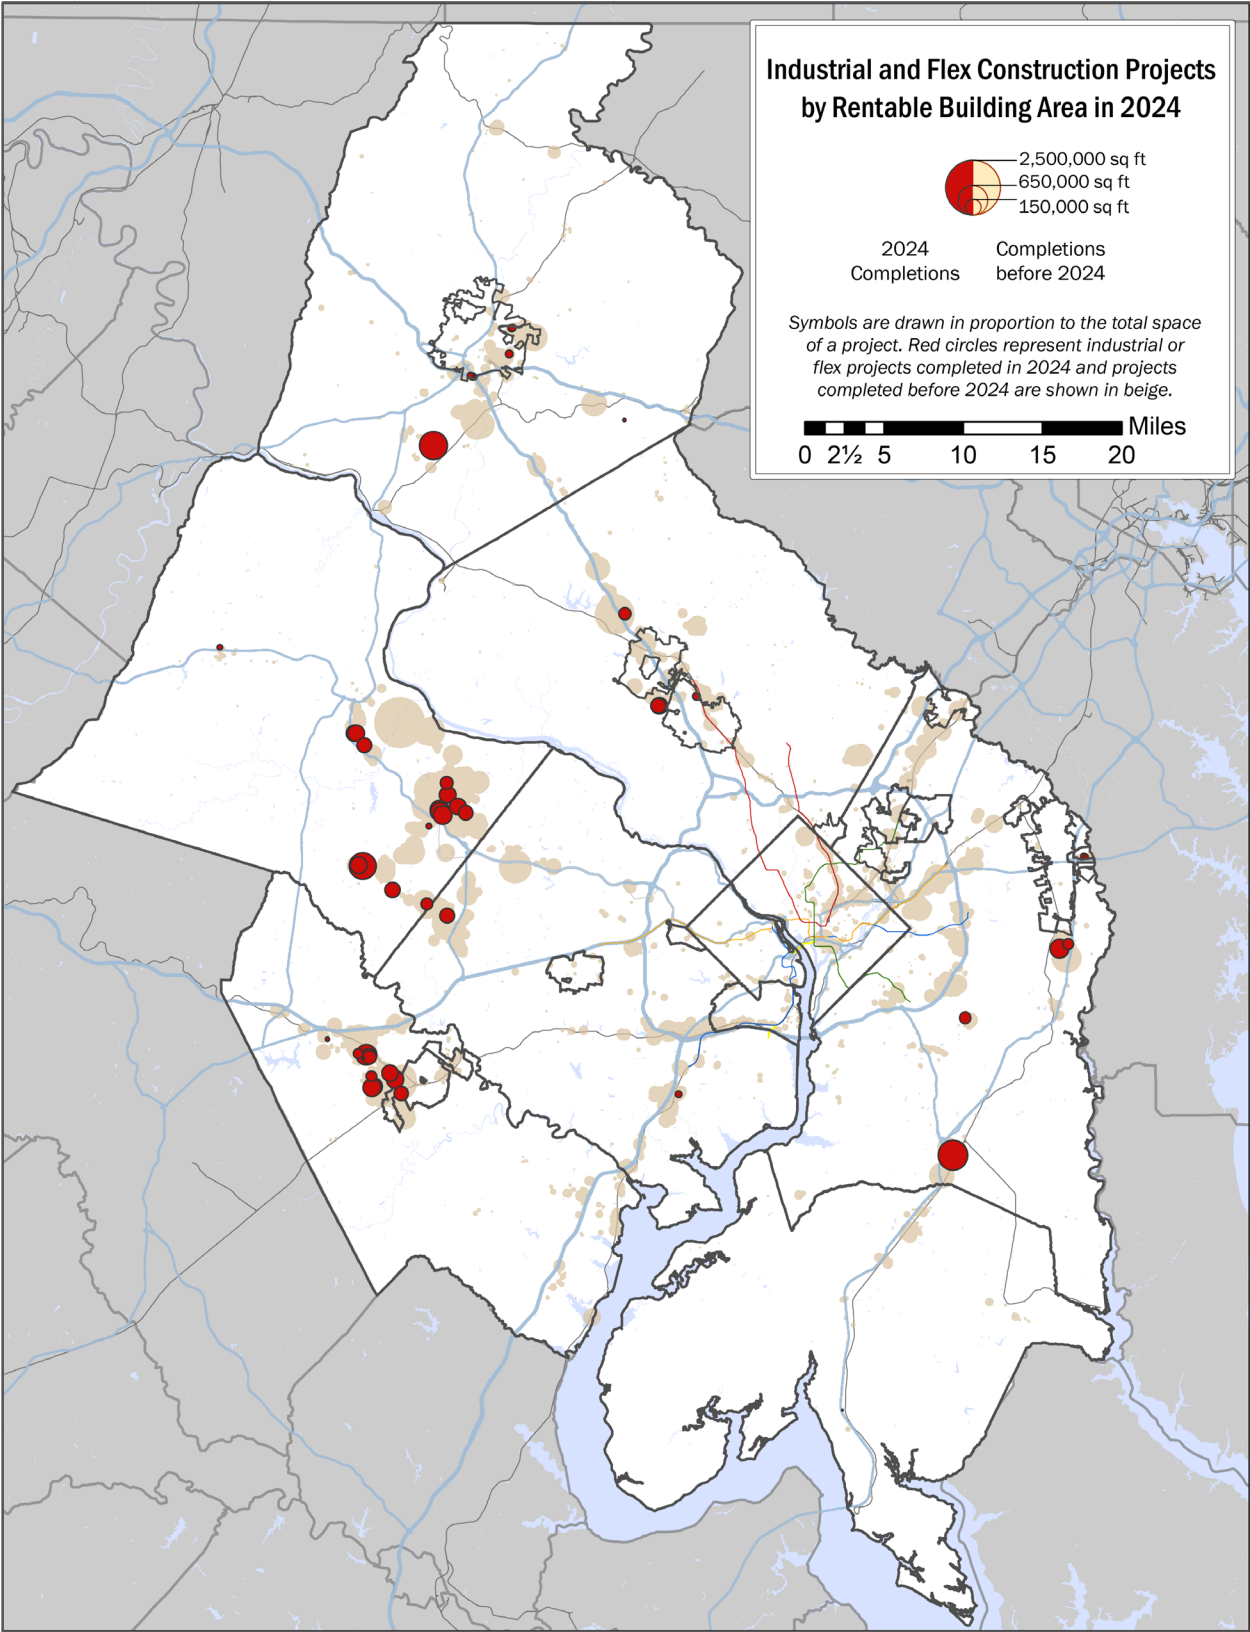 Industrial and Flex Construction Projects
by Rentable Building Area in 2024
2,500,000 sq ft
650,000 sq ft
150,000 sq ft
2024 Completions
Completions before 2024
Symbols are drawn in proportion to the total space
of a project. Red circles represent industrial or
flex projects completed in 2024 and projects
completed before 2024 are shown in beige.
Miles
0 2½ 5 10 15 20